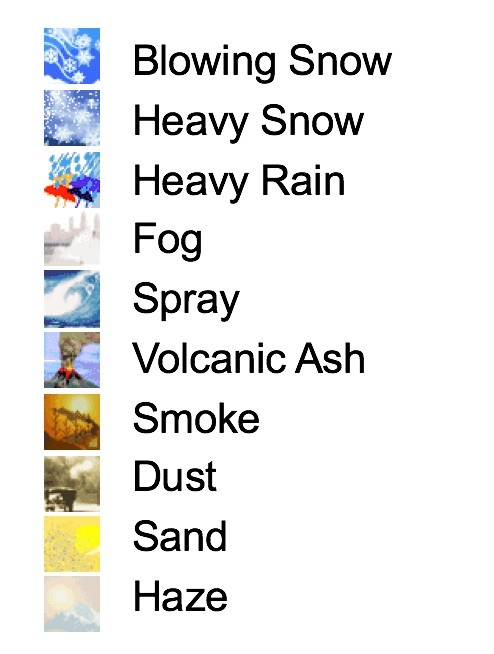 Blowing Snow
Heavy Snow
Heavy Rain
Fog
Spray
Volcanic Ash
Smoke
Dust
Sand
Haze